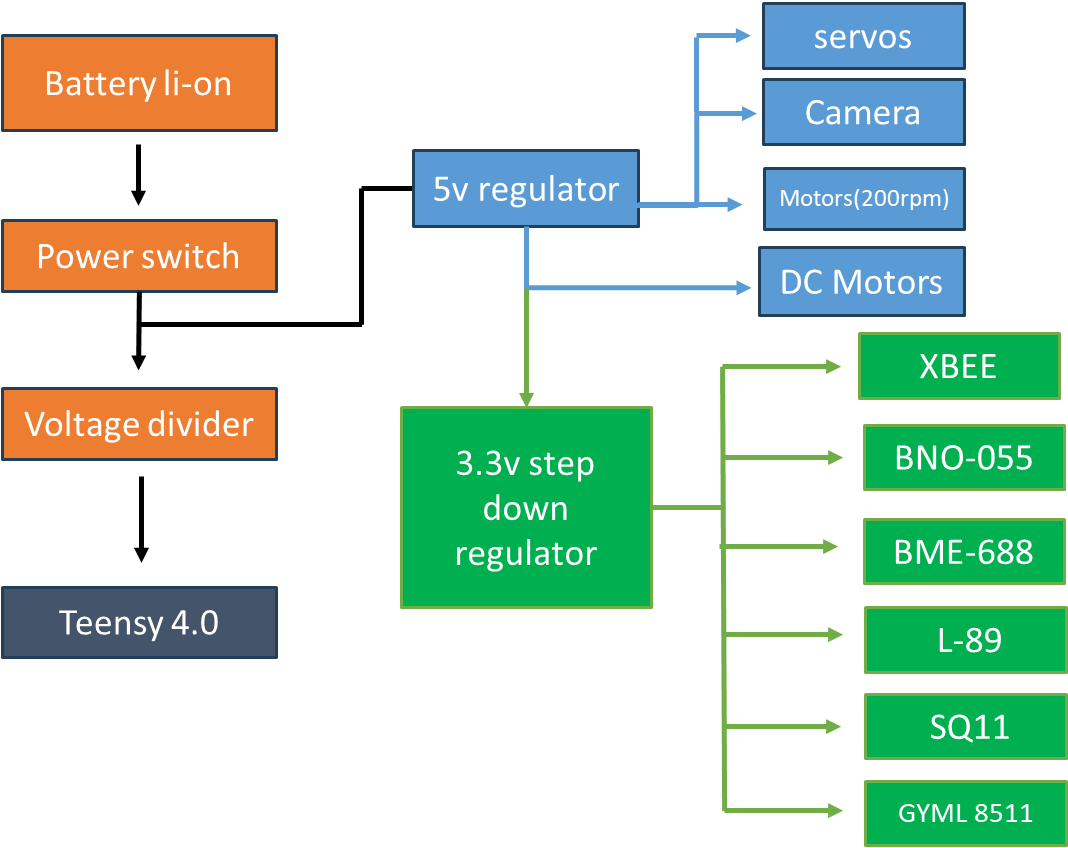 Battery li-on
Power switch
Voltage divider
Teensy 4.0
5v regulator
servos
Camera
Motors(200rpm)
DC Motors
3.3v step
down
regulator
XBEE
BNO-055
BME-688
L-89
SQ11
GYML 8511